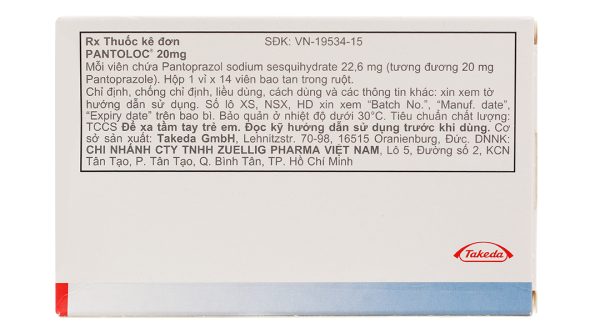 Rx Thuốc kê đơn SĐK: VN-19534-15
PANTOLOC® 20mg
Mỗi viên chứa Pantoprazol sodium sesquihydrate 22,6 mg (tương đương 20 mg
Pantoprazole). Hộp 1 vỉ x 14 viên bao tan trong ruột.
Chỉ định, chống chỉ định, liều dùng, cách dùng và các thông tin khác: xin xem tờ
hướng dẫn sử dụng. Số lô XS, NSX, HD xin xem “Batch No.”, “Manuf. date”,
“Expiry date” trên bao bì. Bảo quản ở nhiệt độ dưới 30°C. Tiêu chuẩn chất lượng:
TCCS Để xa tầm tay trẻ em. Đọc kỹ hướng dẫn sử dụng trước khi dùng. Cơ
sở sản xuất: Takeda GmbH, Lehnitzstr. 70-98, 16515 Oranienburg, Đức. DNNK:
CHI NHÁNH CTY TNHH ZUELLIG PHARMA VIỆT NAM, Lô 5, Đường số 2, KCN
Tân Tạo, P. Tân Tạo, Q. Bình Tân, TP. Hồ Chí Minh
Takeda